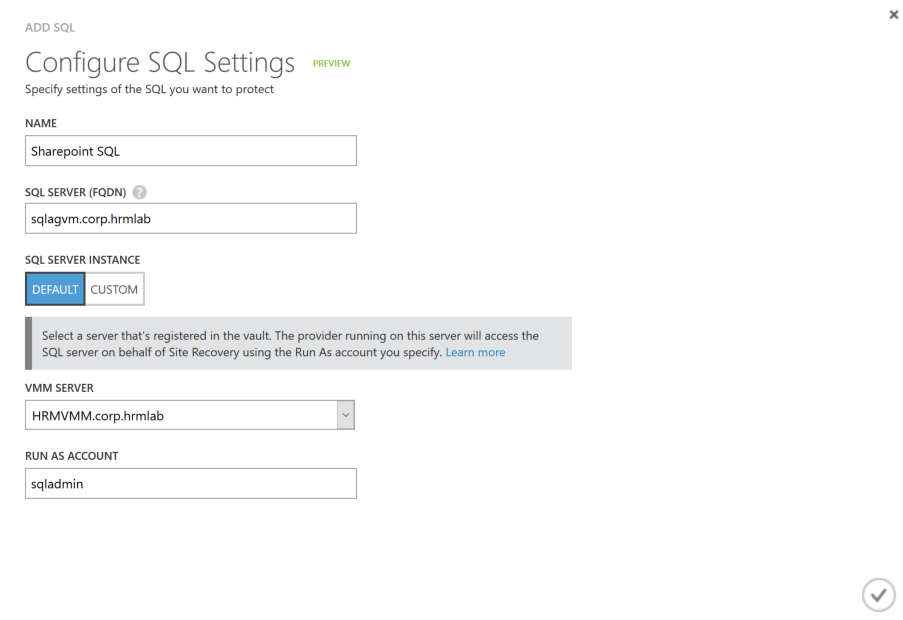 ADD SQL
Configure SQL Settings PREVIEW
Specify settings of the SQL you want to protect
NAME
Sharepoint SQL
SQL SERVER (FQDN) ?
sqlagvm.corp.hrmlab
SQL SERVER INSTANCE
DEFAULT CUSTOM
Select a server that's registered in the vault. The provider running on this server will access the
SQL server on behalf of Site Recovery using the Run As account you specify. Learn more
VMM SERVER
HRMVMM.corp.hrmlab
RUN AS ACCOUNT
sqladmin